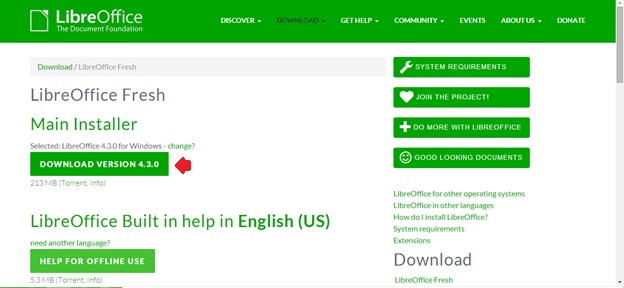 LibreOffice
The Document Foundation
DISCOVER DOWNLOAD GET HELP COMMUNITY EVENTS ABOUT US DONATE
Download / LibreOffice Fresh
LibreOffice Fresh
Main Installer
Selected: LibreOffice 4.3.0 for Windows - change?
DOWNLOAD VERSION 4.3.0
213 MB (Torrent, Info)
LibreOffice Built in help in English (US)
need another language?
HELP FOR OFFLINE USE
5.3 MB (Torrent, Info)
SYSTEM REQUIREMENTS
JOIN THE PROJECT!
DO MORE WITH LIBREOFFICE
GOOD LOOKING DOCUMENTS
LibreOffice for other operating systems
LibreOffice in other languages
How do I install LibreOffice?
System requirements
Extensions
Download
LibreOffice Fresh